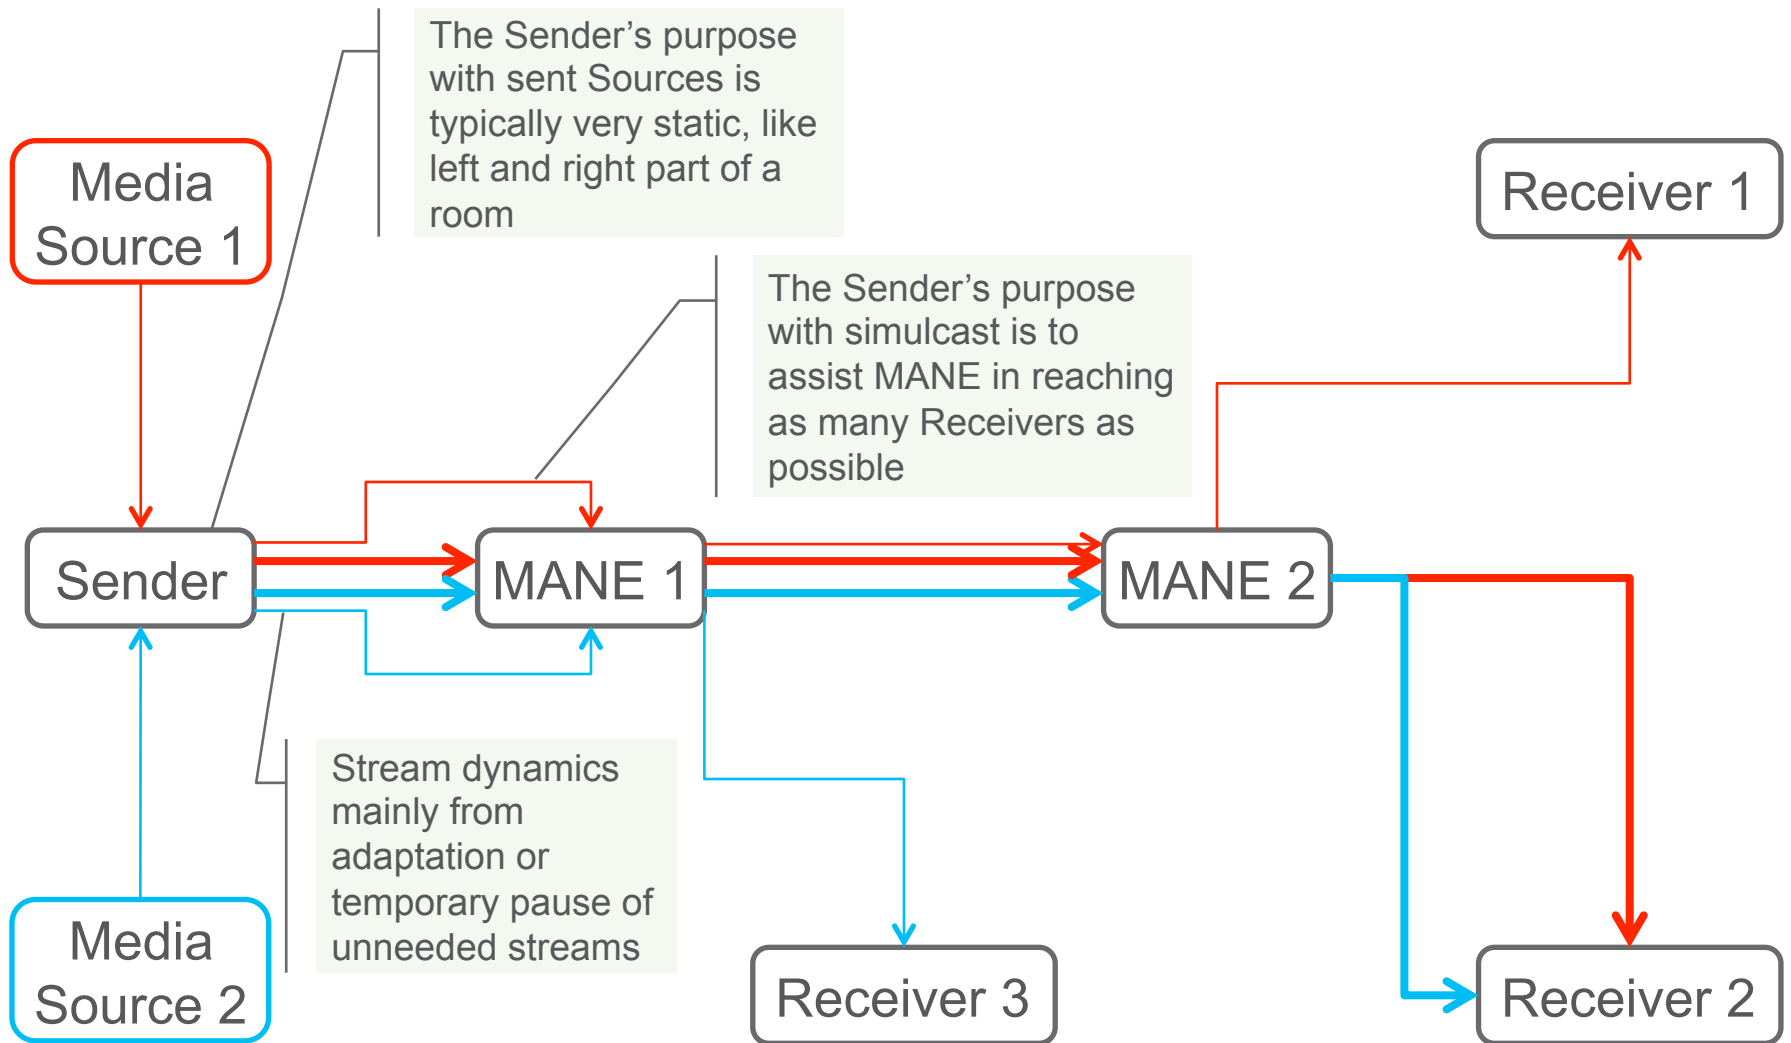 The Sender’s purpose
with sent Sources is
typically very static, like
left and right part of a
room
Media
Source 1
Receiver 1
The Sender’s purpose
with simulcast is to
assist MANE in reaching
as many Receivers as
possible
Sender
MANE 1
MANE 2
Stream dynamics
mainly from
adaptation or
temporary pause of
unneeded streams
Media
Source 2
Receiver 3
Receiver 2